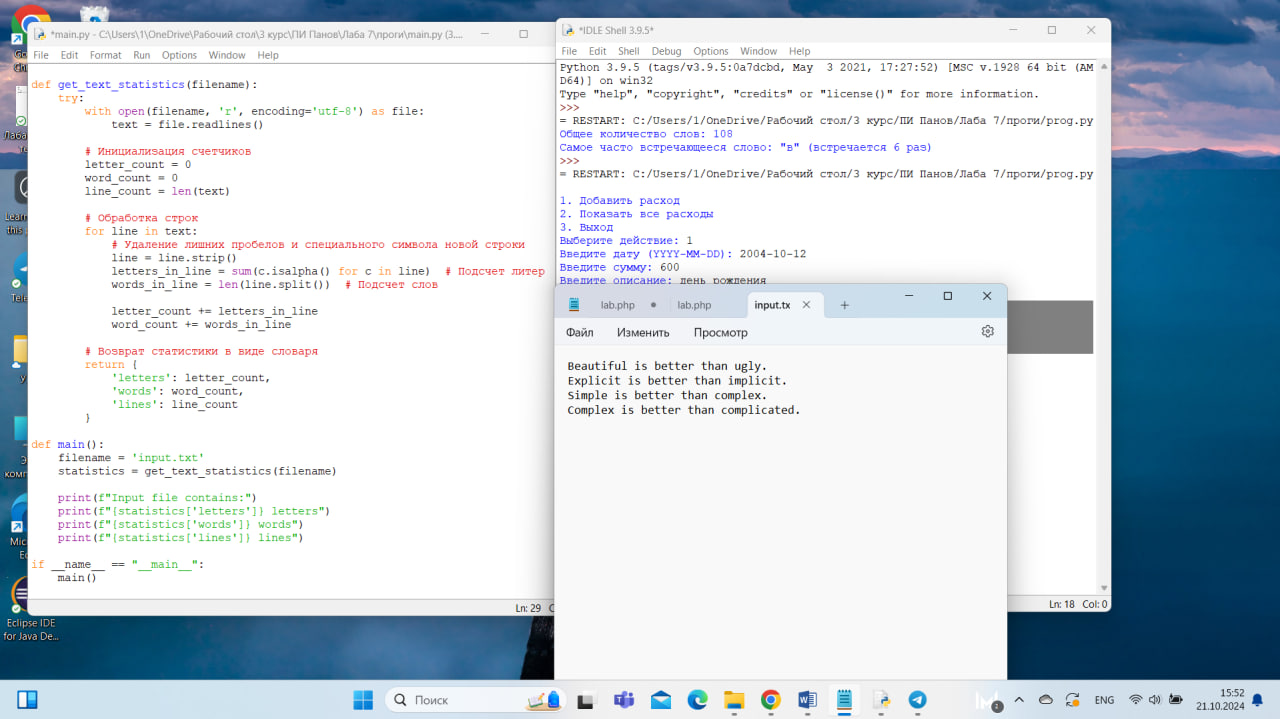 *main.py - C:\Users\1\OneDrive\Рабочий стол\3 курс\ПИ Панов\Лаба 7\проги\main.py (3....
File Edit Format Run Options Window Help
def get_text_statistics(filename):
try:
with open(filename, 'r', encoding='utf-8') as file:
text = file.readlines()
# Инициализация счетчиков
letter_count = 0
word_count = 0
line_count = len(text)
# Обработка строк
for line in text:
# Удаление лишних пробелов и специального символа новой строки
line = line.strip()
letters_in_line = sum(c.isalpha() for c in line) # Подсчет литер
words_in_line = len(line.split()) # Подсчет слов
letter_count += letters_in_line
word_count += words_in_line
# Возврат статистики в виде словаря
return {
'letters': letter_count,
'words': word_count,
'lines': line_count
}
def main():
filename = 'input.txt'
statistics = get_text_statistics(filename)
print(f"Input file contains:")
print(f"{statistics['letters']} letters")
print(f"{statistics['words']} words")
print(f"{statistics['lines']} lines")
if __name__ == "__main__":
main()
Ln: 29
*IDLE Shell 3.9.5*
File Edit Shell Debug Options Window Help
Python 3.9.5 (tags/v3.9.5:0a7dcbd, May 3 2021, 17:27:52) [MSC v.1928 64 bit (AM
D64)] on win32
Type "help", "copyright", "credits" or "license()" for more information.
>>>
= RESTART: C:/Users/1/OneDrive/Рабочий стол/3 курс/ПИ Панов/Лаба 7/проги/prog.py
Общее количество слов: 108
Самое часто встречающееся слово: "в" (встречается 6 раз)
>>>
= RESTART: C:/Users/1/OneDrive/Рабочий стол/3 курс/ПИ Панов/Лаба 7/проги/prog.py
1. Добавить расход
2. Показать все расходы
3. Выход
Выберите действие: 1
Введите дату (YYYY-MM-DD): 2004-10-12
Введите сумму: 600
Введите описание: день рождения
Ln: 18 Col: 0
lab.php lab.php input.tx
Файл Изменить Просмотр
Beautiful is better than ugly.
Explicit is better than implicit.
Simple is better than complex.
Complex is better than complicated.
Eclipse IDE
for Java De...
Поиск
ENG
15:52
21.10.2024